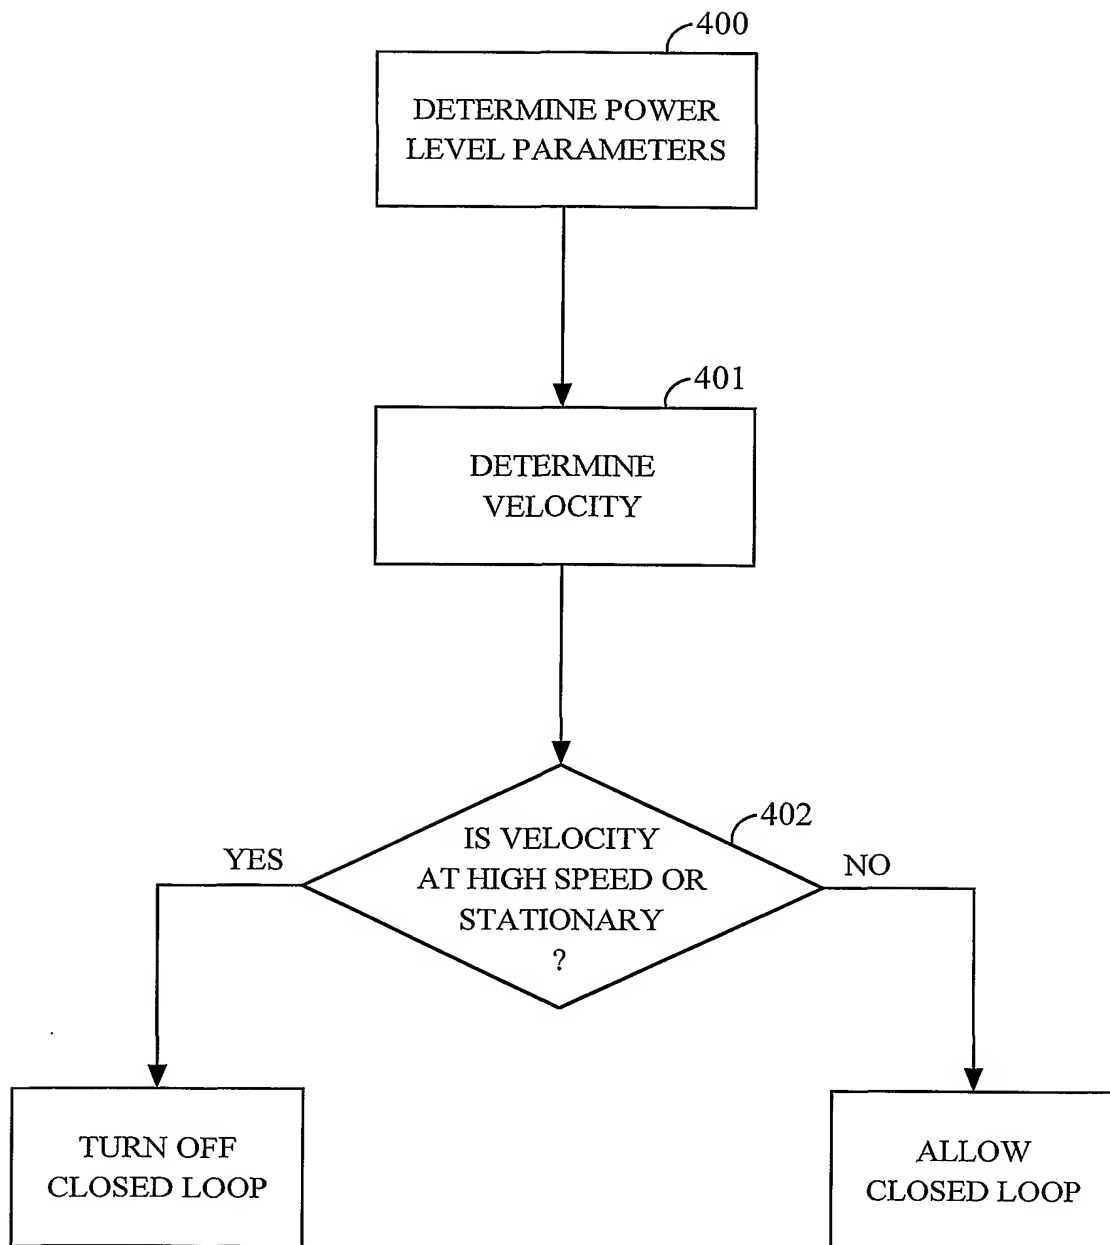 400
DETERMINE POWER
LEVEL PARAMETERS
401
DETERMINE
VELOCITY
402
IS VELOCITY
AT HIGH SPEED OR
STATIONARY
?
YES
NO
TURN OFF
CLOSED LOOP
ALLOW
CLOSED LOOP